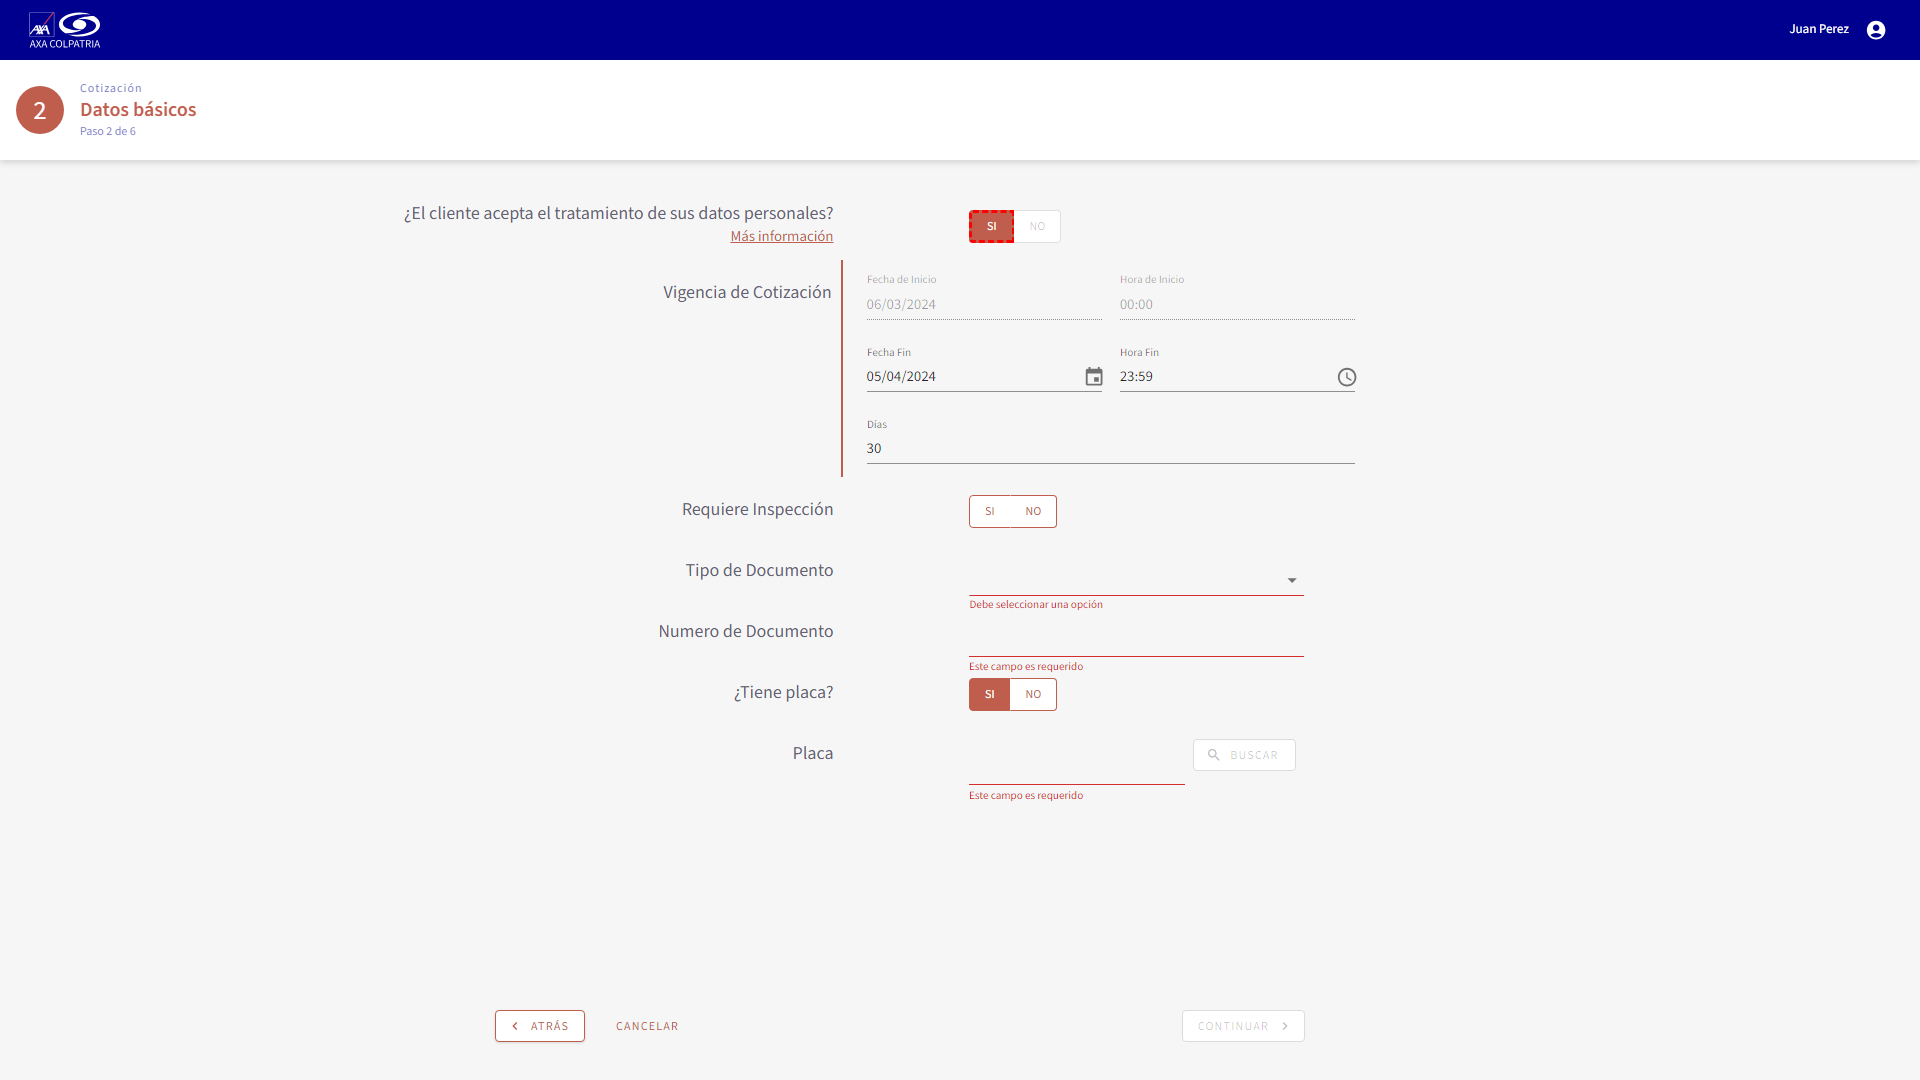 AXA
AXA COLPATRIA
Juan Perez
2
Cotización
Datos básicos
Paso 2 de 6
¿El cliente acepta el tratamiento de sus datos personales?
Más información
SI
NO
Vigencia de Cotización
Fecha de Inicio
06/03/2024
Hora de Inicio
00:00
Fecha Fin
05/04/2024
Hora Fin
23:59
Días
30
Requiere Inspección
SI
NO
Tipo de Documento
Debe seleccionar una opción
Numero de Documento
Este campo es requerido
¿Tiene placa?
SI
NO
Placa
BUSCAR
Este campo es requerido
ATRÁS
CANCELAR
CONTINUAR